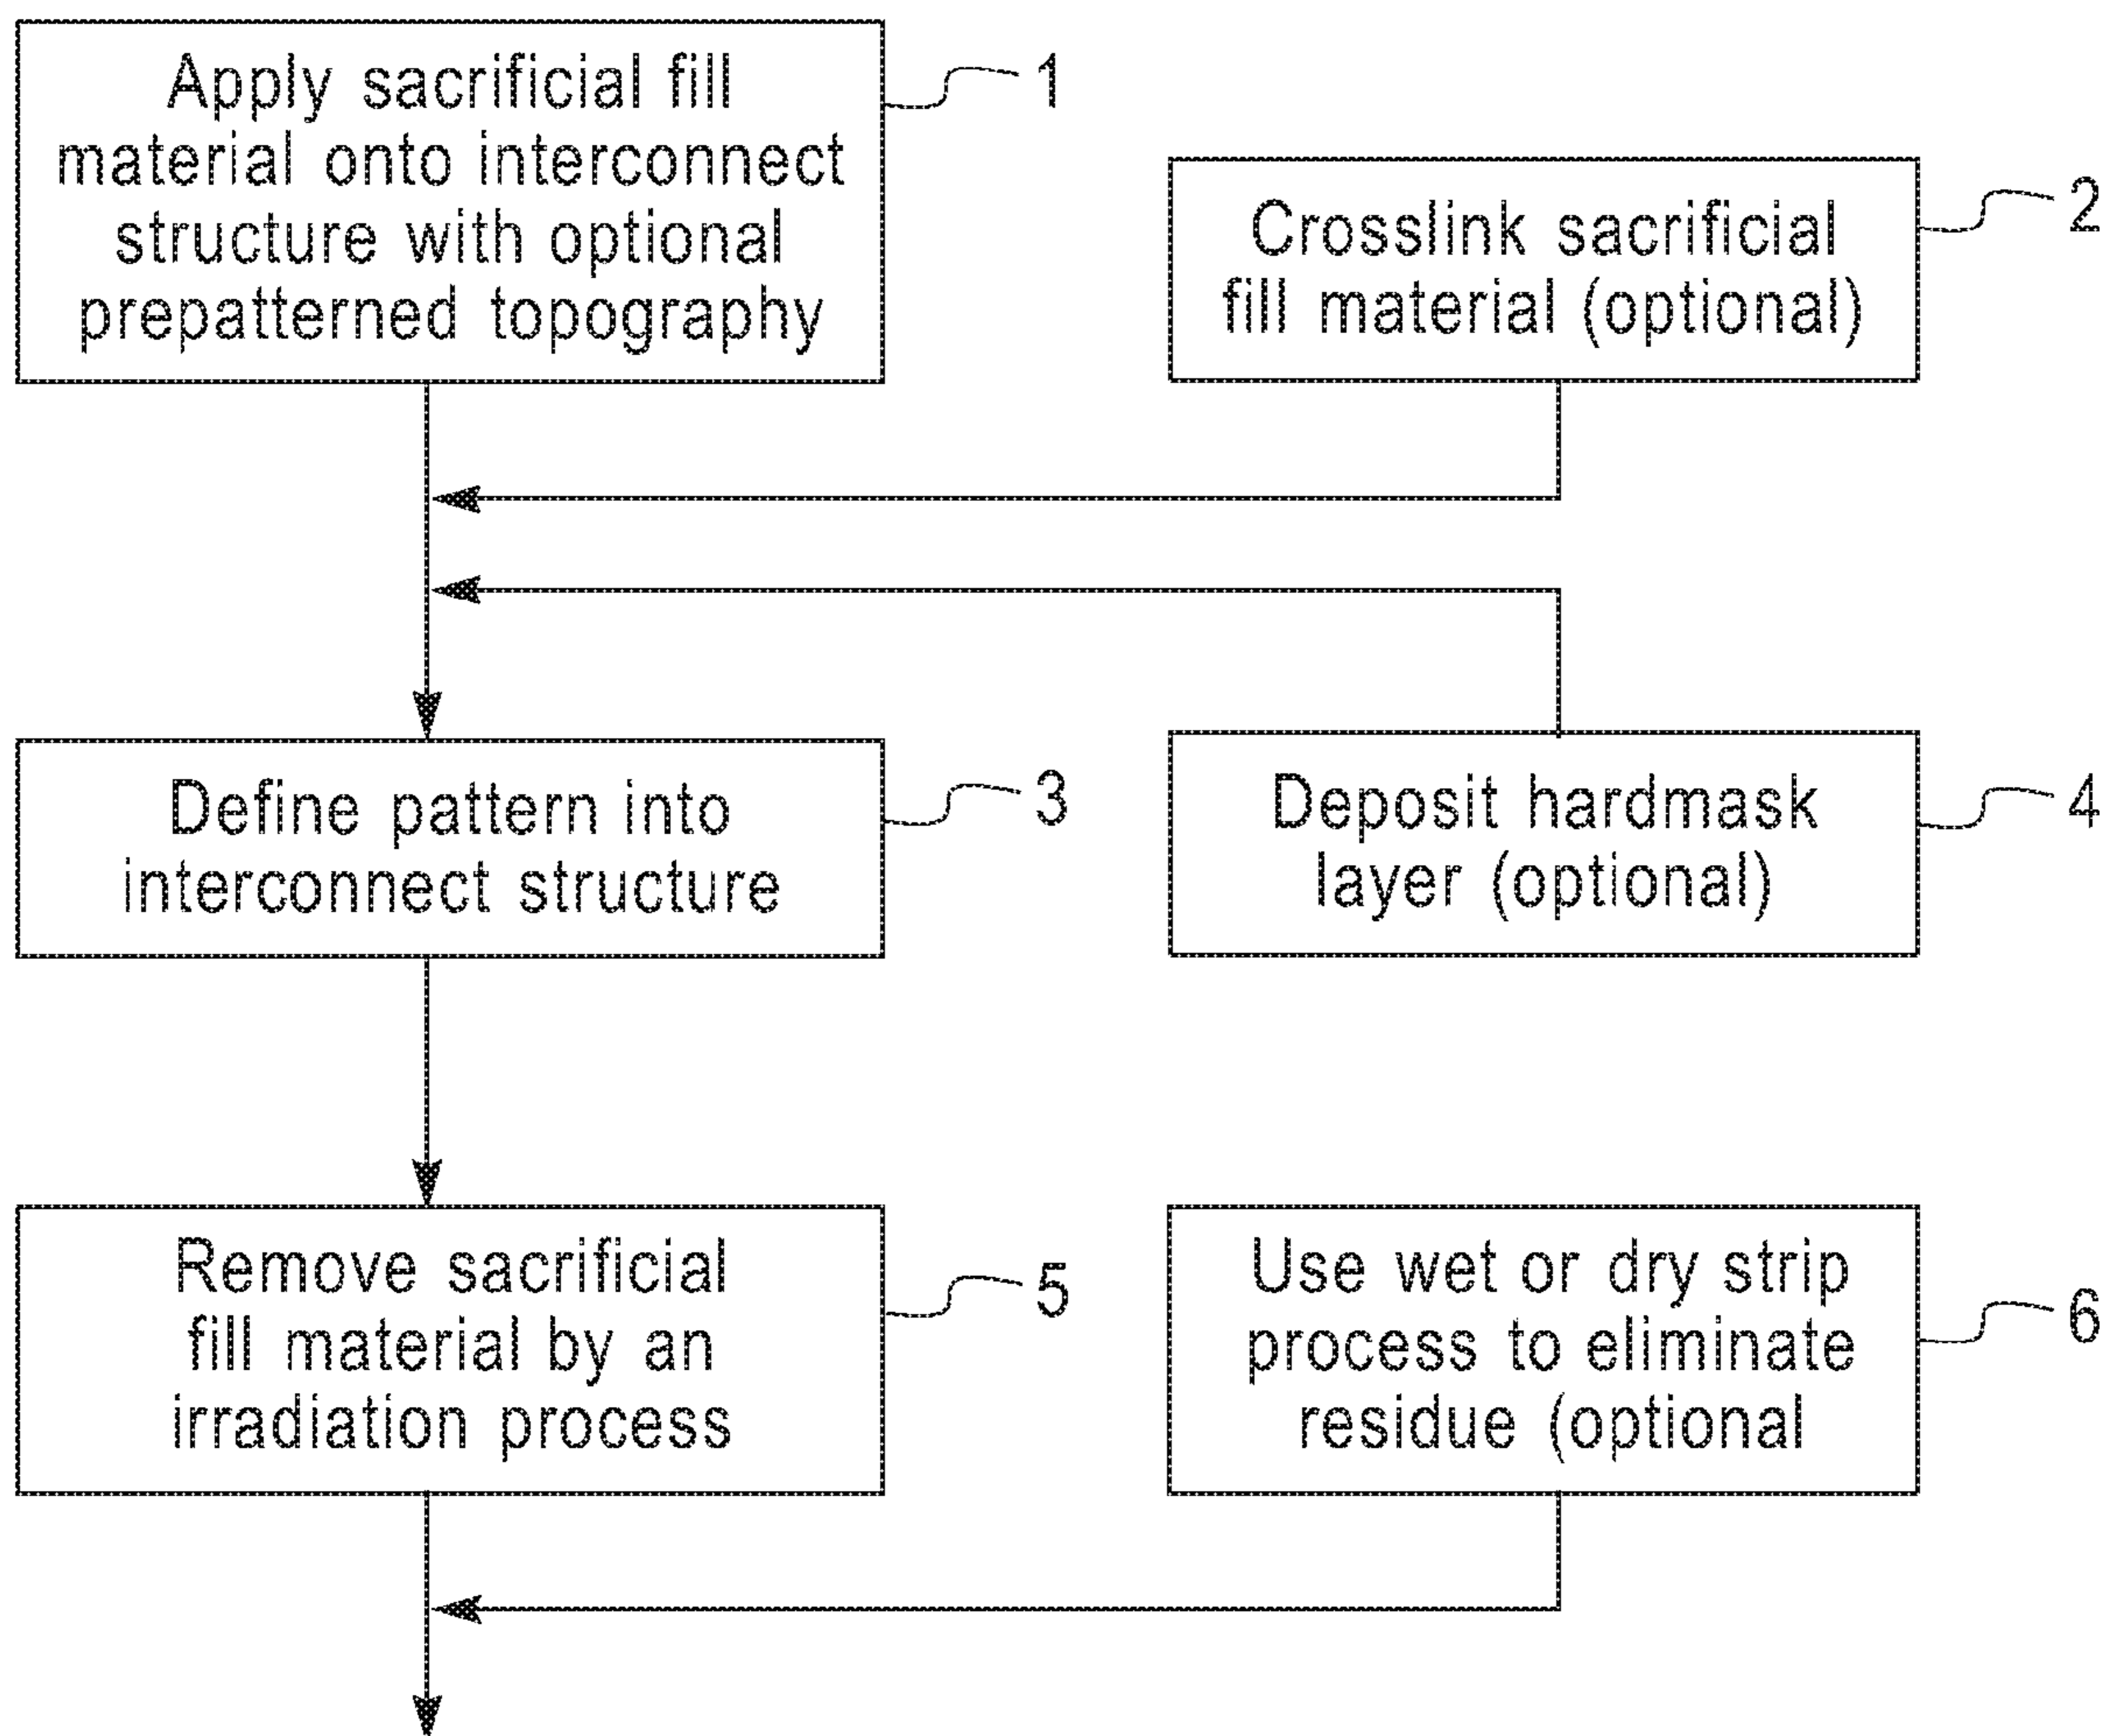 Apply sacrificial fill
material onto interconnect
structure with optional
prepatterned topography
1
Crosslink sacrificial
fill material (optional)
2
Define pattern into
interconnect structure
3
Deposit hardmask
layer (optional)
4
Remove sacrificial
fill material by an
irradiation process
5
Use wet or dry strip
process to eliminate
residue (optional
6